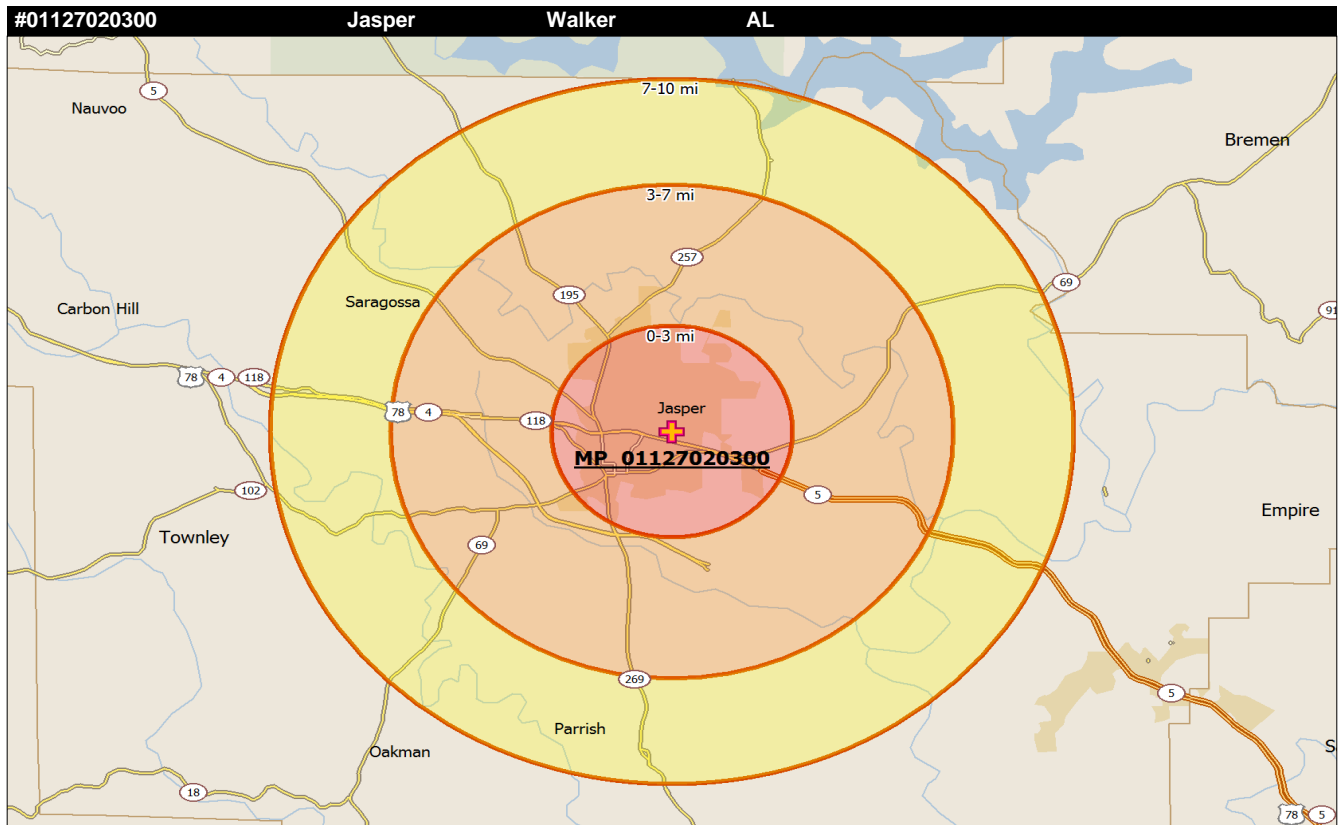 #01127020300 Jasper Walker AL
7-10 mi
5
Nauvoo
Bremen
3-7 mi
257
69
195
Saragossa
Carbon Hill
91
0-3 mi
78 4 118
78 4
118
Jasper
MP 01127020300
102
5
Empire
Townley
69
269
5
Parrish
Oakman
S
18
78 5